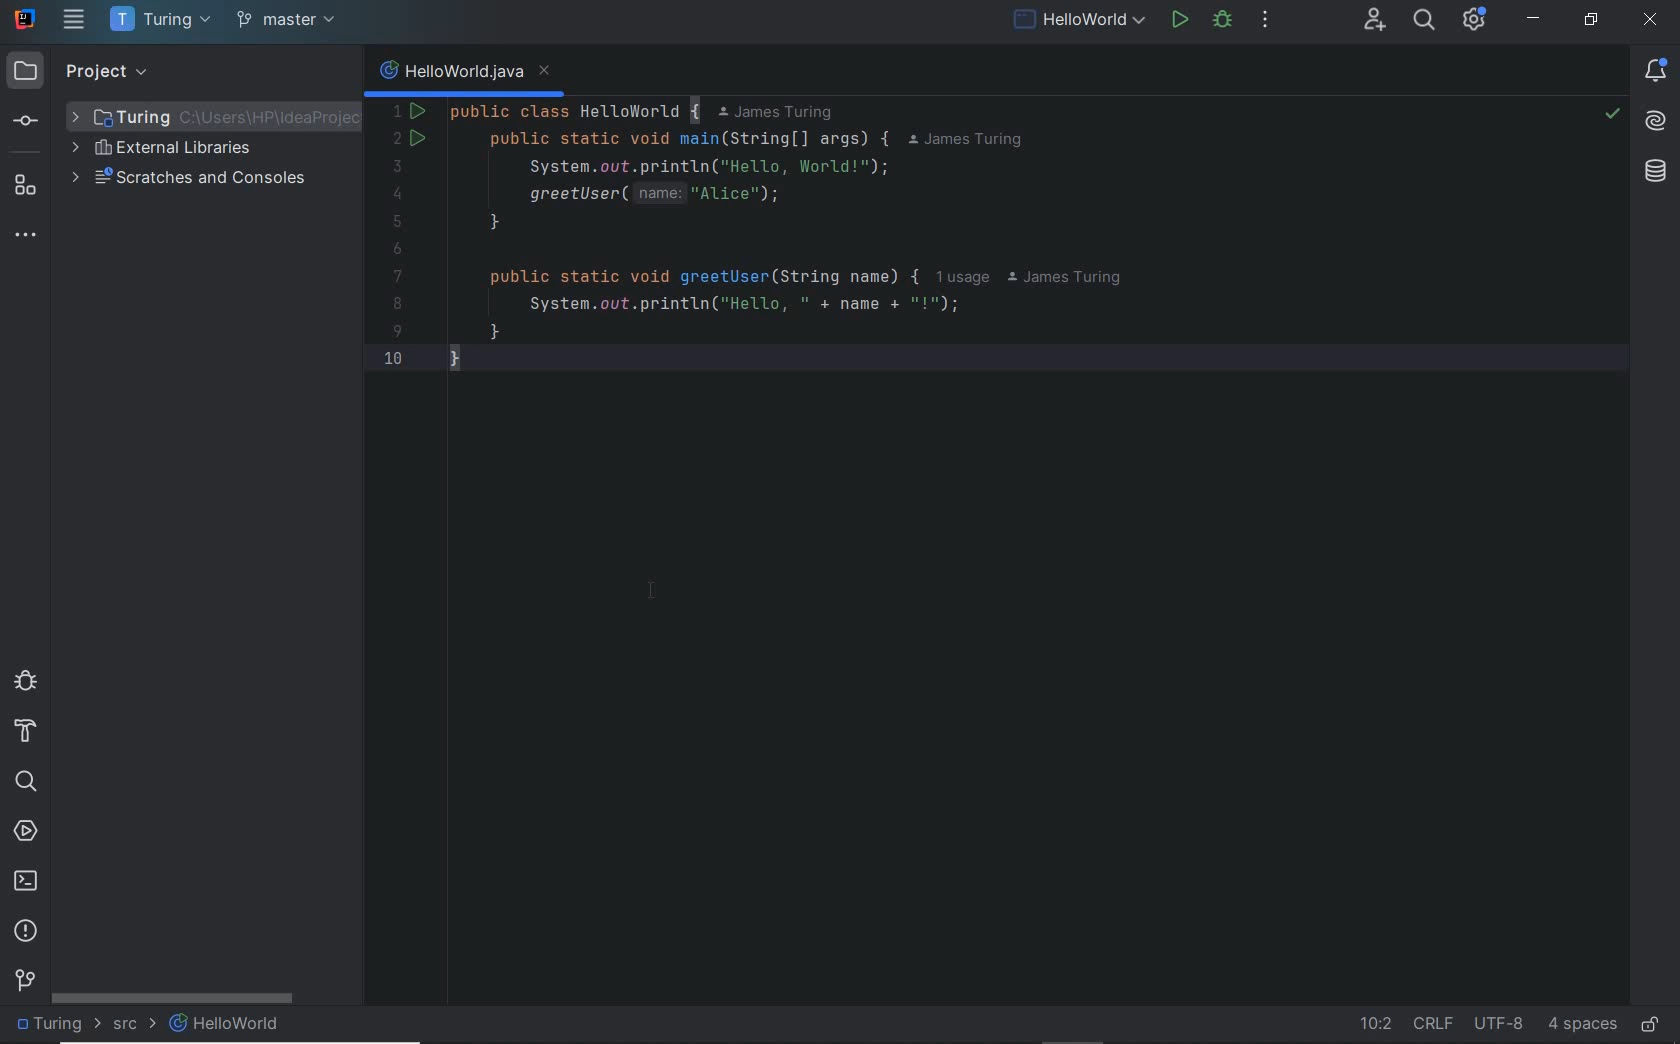 T Turing master HelloWorld
Project
HelloWorld.java
Turing C:\Users\HP\IdeaProjec
External Libraries
Scratches and Consoles
1 public class HelloWorld { James Turing
2 public static void main(String[] args) { James Turing
3 System.out.println("Hello, World!");
4 greetUser( name: "Alice");
5 }
6
7 public static void greetUser(String name) { 1 usage James Turing
8 System.out.println("Hello, " + name + "!");
9 }
10 }
Turing > src > HelloWorld 10:2 CRLF UTF-8 4 spaces